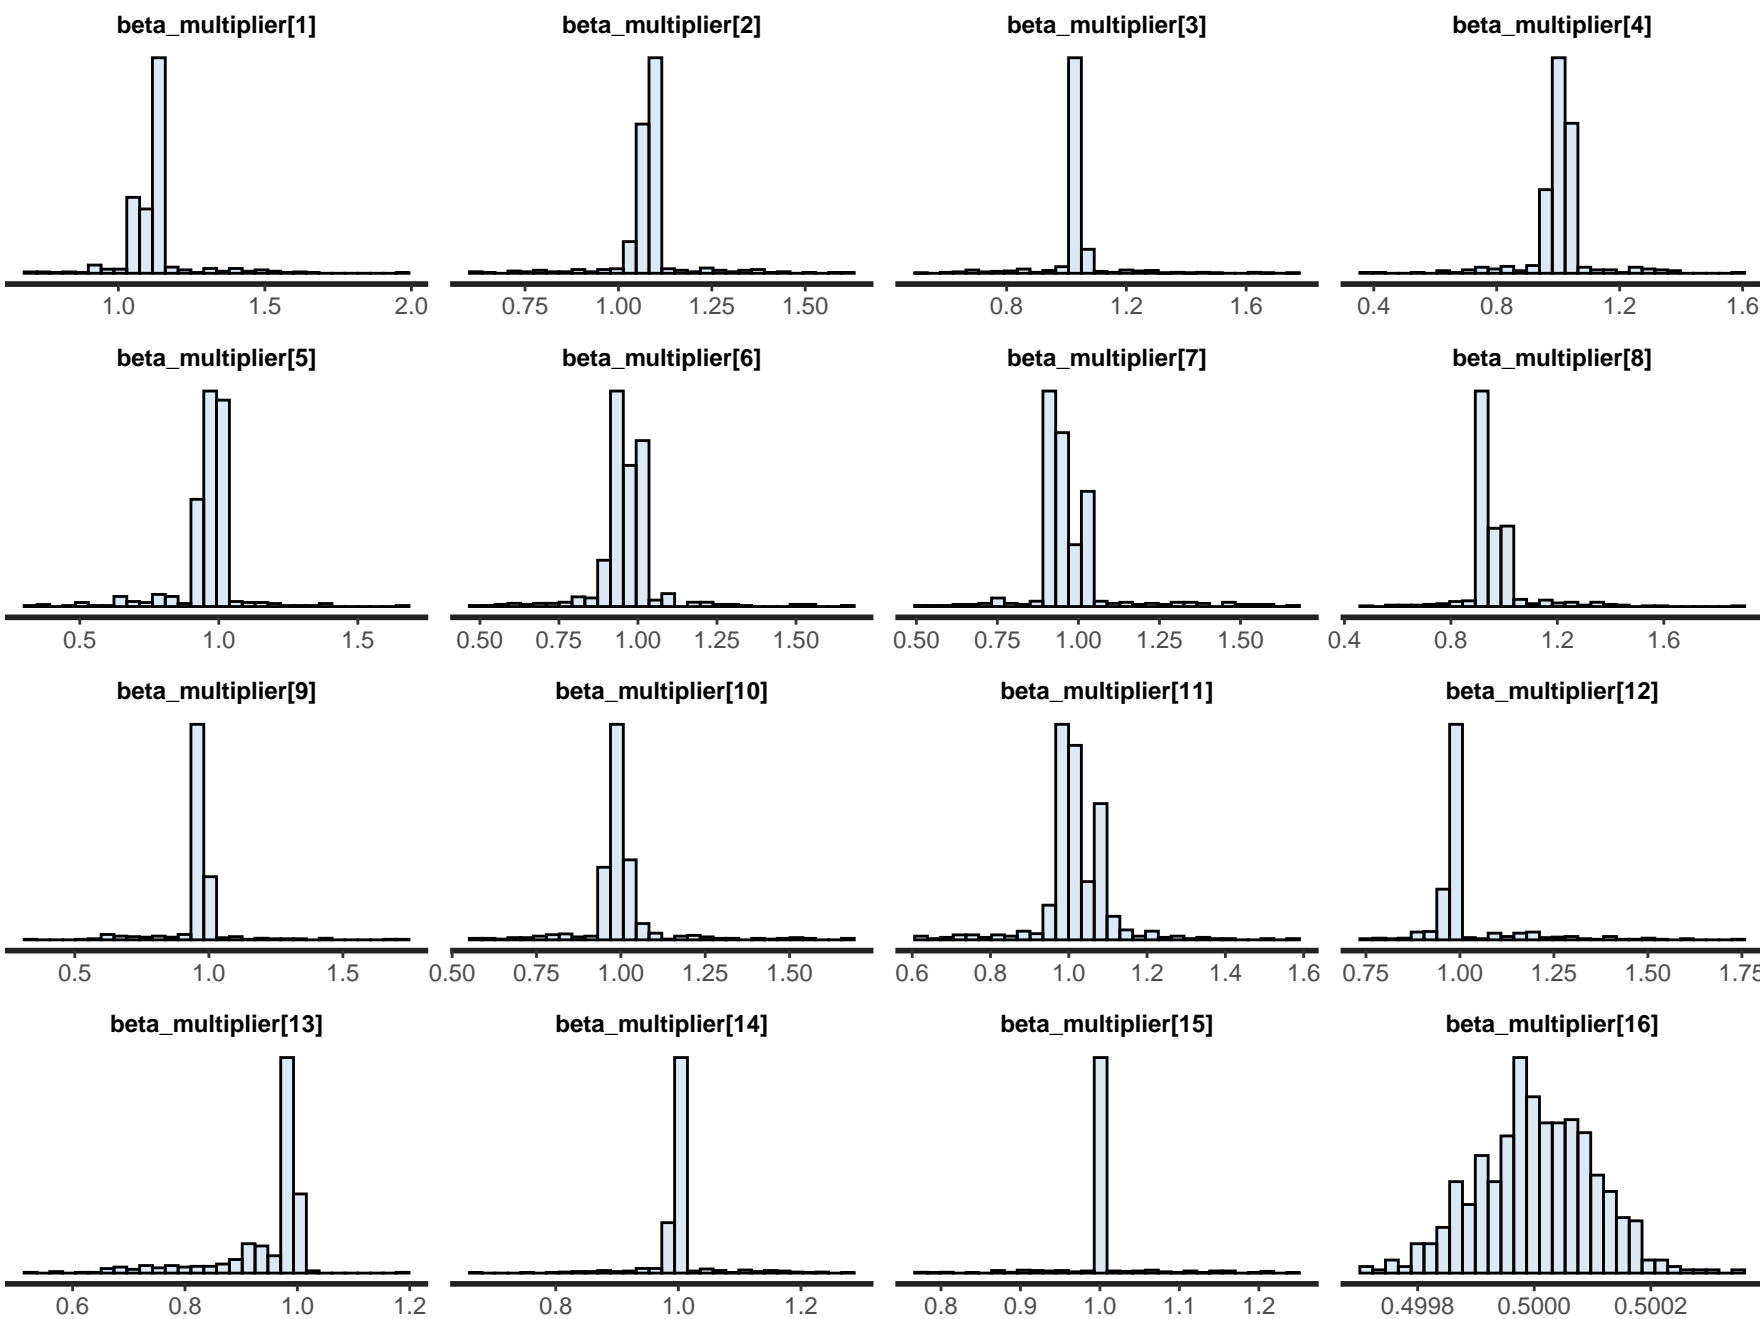 beta_multiplier[1] beta_multiplier[2] beta_multiplier[3] beta_multiplier[4]
1.0 1.5 2.0 0.75 1.00 1.25 1.50 0.8 1.2 1.6 0.4 0.8 1.2 1.6
beta_multiplier[5] beta_multiplier[6] beta_multiplier[7] beta_multiplier[8]
0.5 1.0 1.5 0.50 0.75 1.00 1.25 1.50 0.50 0.75 1.00 1.25 1.50 0.4 0.8 1.2 1.6
beta_multiplier[9] beta_multiplier[10] beta_multiplier[11] beta_multiplier[12]
0.5 1.0 1.5 0.50 0.75 1.00 1.25 1.50 0.6 0.8 1.0 1.2 1.4 1.6 0.75 1.00 1.25 1.50 1.75
beta_multiplier[13] beta_multiplier[14] beta_multiplier[15] beta_multiplier[16]
0.6 0.8 1.0 1.2 0.8 1.0 1.2 0.8 0.9 1.0 1.1 1.2 0.4998 0.5000 0.5002